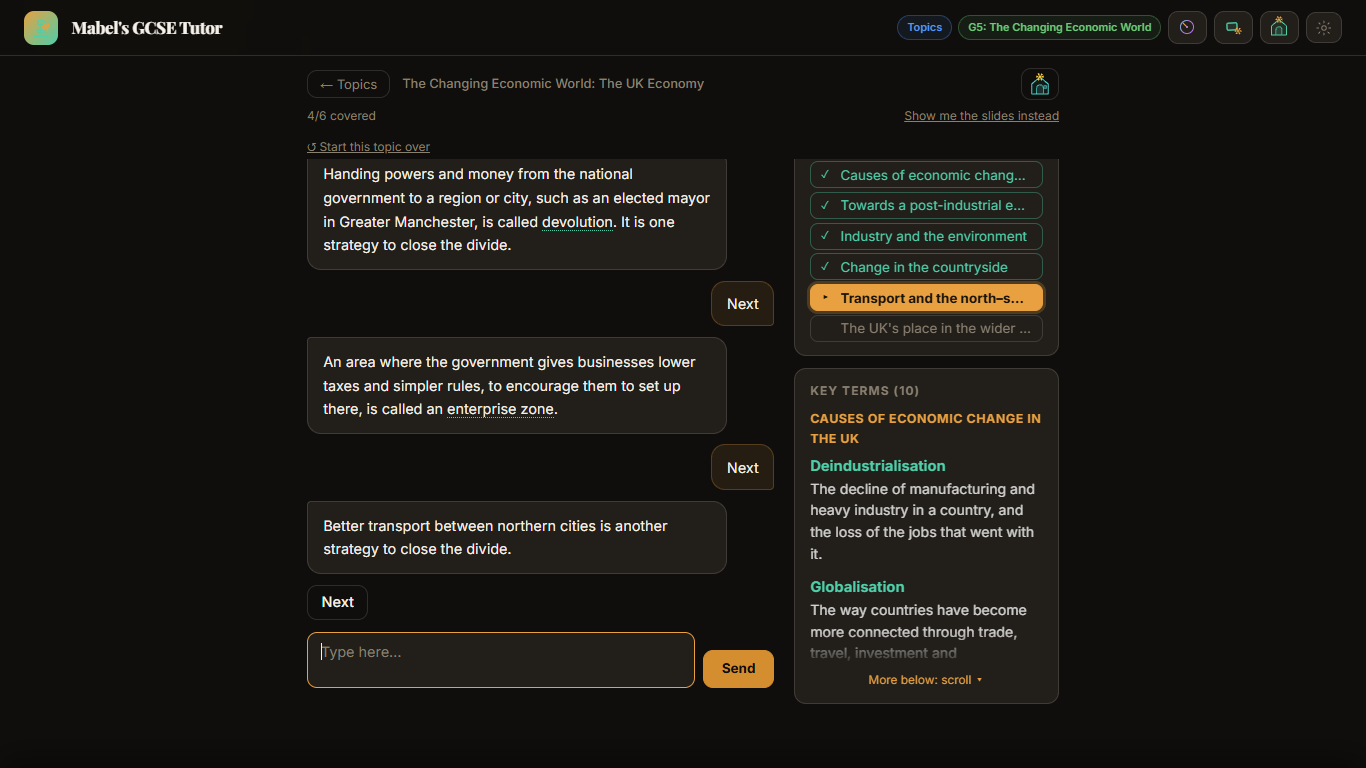 Mabel's GCSE Tutor
Topics
G5: The Changing Economic World
← Topics
The Changing Economic World: The UK Economy
4/6 covered
Show me the slides instead
↺ Start this topic over
Handing powers and money from the national
government to a region or city, such as an elected mayor
in Greater Manchester, is called devolution. It is one
strategy to close the divide.
Next
An area where the government gives businesses lower
taxes and simpler rules, to encourage them to set up
there, is called an enterprise zone.
Next
Better transport between northern cities is another
strategy to close the divide.
Next
Type here...
Send
✓ Causes of economic chang...
✓ Towards a post-industrial e...
✓ Industry and the environment
✓ Change in the countryside
▸ Transport and the north–s...
The UK's place in the wider ...
KEY TERMS (10)
CAUSES OF ECONOMIC CHANGE IN
THE UK
Deindustrialisation
The decline of manufacturing and
heavy industry in a country, and
the loss of the jobs that went with
it.
Globalisation
The way countries have become
more connected through trade,
travel, investment and
More below: scroll ▾